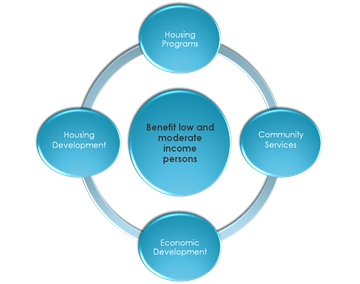 Housing
Programs
Housing
Development
Benefit low and
moderate
income
persons
Community
Services
Economic
Development